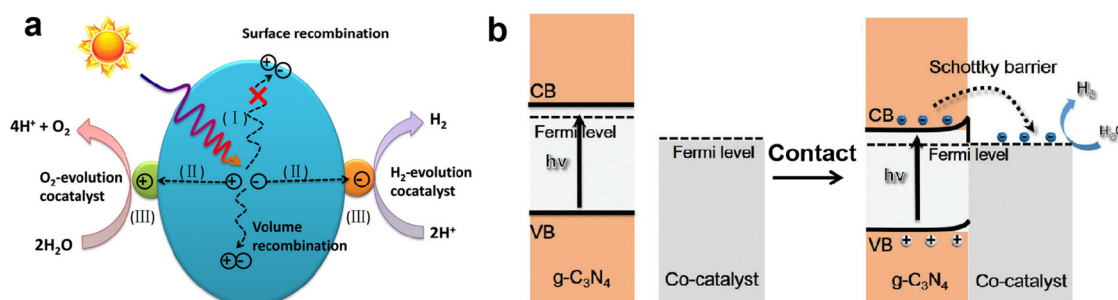 a
Surface recombination
(I)
4H⁺ + O₂
H₂
O₂-evolution
cocatalyst
(II)
(II)
H₂-evolution
cocatalyst
(III)
(III)
Volume
recombination
2H₂O
2H⁺
b
CB
Fermi level
hν
VB
g-C₃N₄
Fermi level
Co-catalyst
Contact
Schottky barrier
CB
H₂
H₂O
Fermi level
hν
VB
g-C₃N₄
Co-catalyst